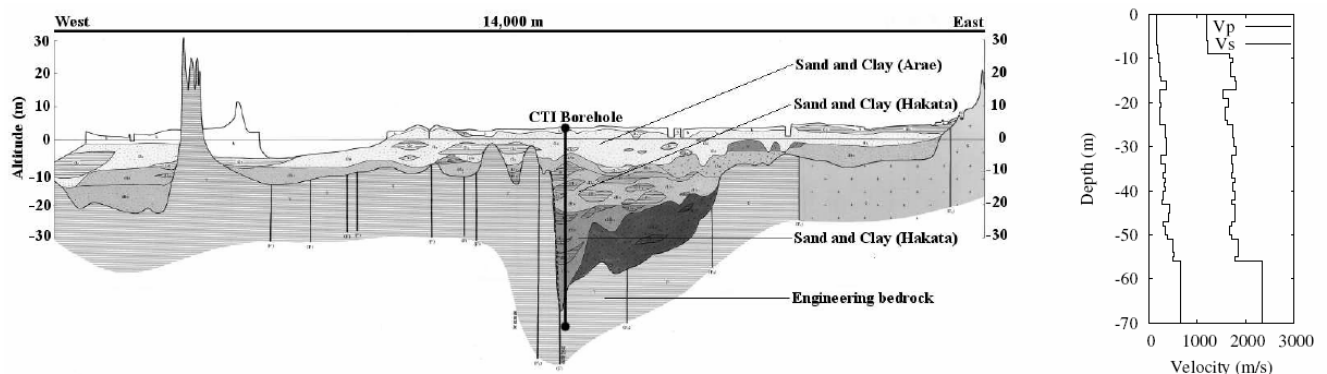 West 14,000 m East
30
20
10
0
-10
-20
-30
Altitude (m)
CTI Borehole
Sand and Clay (Arae)
Sand and Clay (Hakata)
Sand and Clay (Hakata)
Engineering bedrock
30
20
10
0
-10
-20
-30
Vp
Vs
0
-10
-20
-30
-40
-50
-60
-70
Depth (m)
0 1000 2000 3000
Velocity (m/s)